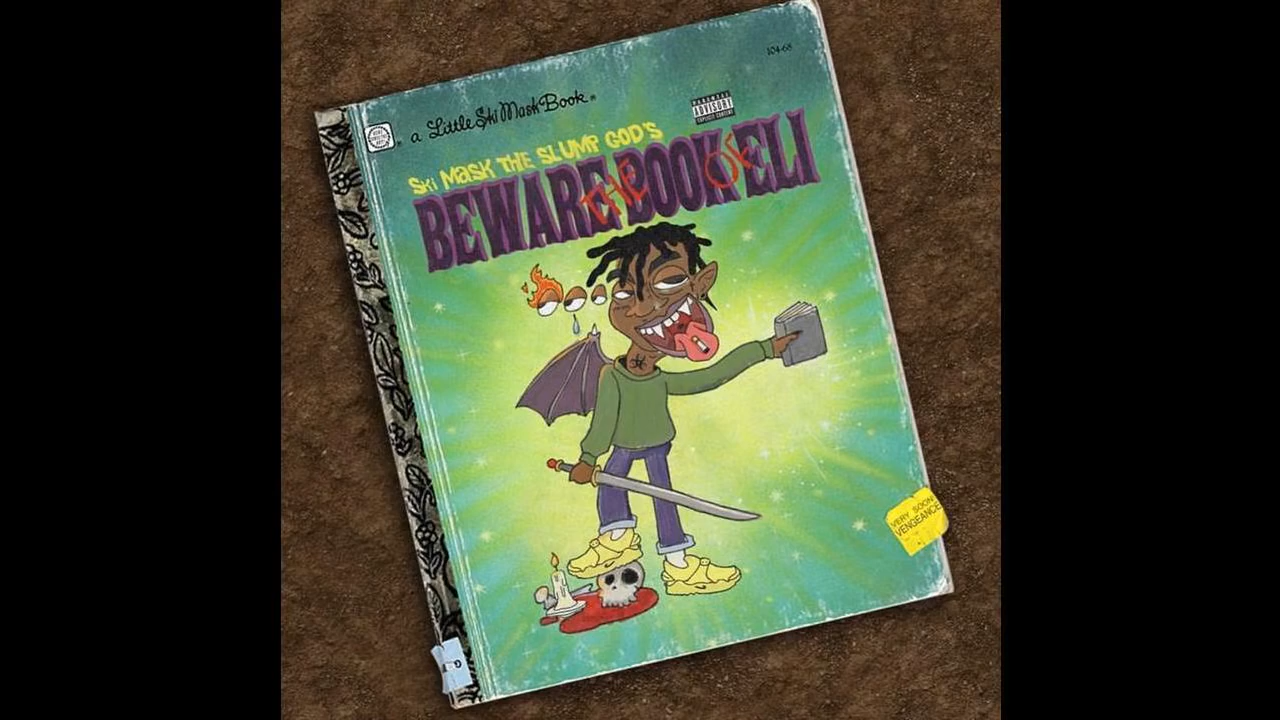 104-68
a Little Ski Mask Book®
PARENTAL
ADVISORY
EXPLICIT CONTENT
SKi MASK THE SLUMP GOD'S
BEWARE THE BOOK OF ELI
VERY SOON!
VENGEANCE